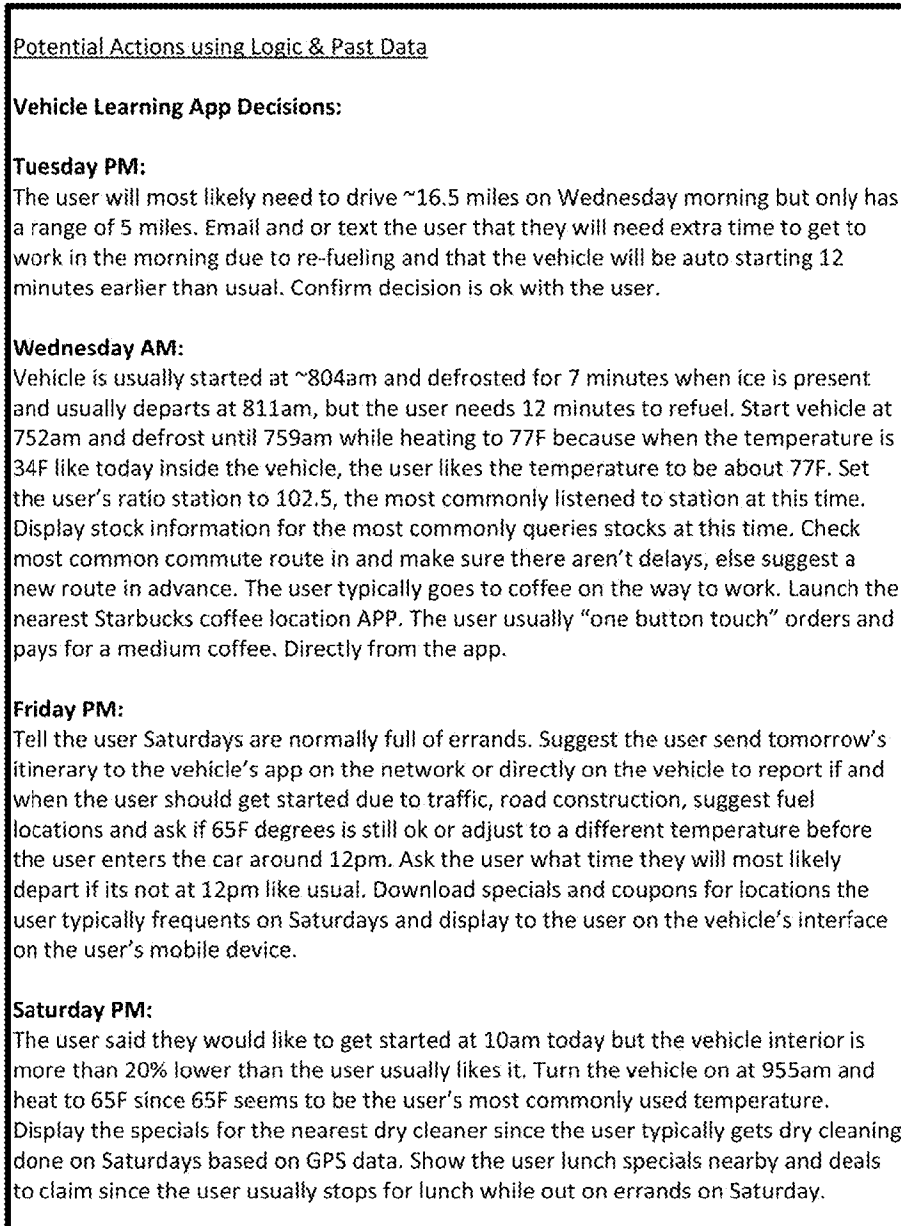 Potential Actions using Logic & Past Data
Vehicle Learning App Decisions:
Tuesday PM:
The user will most likely need to drive ~16.5 miles on Wednesday morning but only has
a range of 5 miles. Email and or text the user that they will need extra time to get to
work in the morning due to re-fueling and that the vehicle will be auto starting 12
minutes earlier than usual. Confirm decision is ok with the user.
Wednesday AM:
Vehicle is usually started at ~804am and defrosted for 7 minutes when ice is present
and usually departs at 811am, but the user needs 12 minutes to refuel. Start vehicle at
752am and defrost until 759am while heating to 77F because when the temperature is
34F like today inside the vehicle, the user likes the temperature to be about 77F. Set
the user's ratio station to 102.5, the most commonly listened to station at this time.
Display stock information for the most commonly queries stocks at this time. Check
most common commute route in and make sure there aren't delays, else suggest a
new route in advance. The user typically goes to coffee on the way to work. Launch the
nearest Starbucks coffee location APP. The user usually "one button touch" orders and
pays for a medium coffee. Directly from the app.
Friday PM:
Tell the user Saturdays are normally full of errands. Suggest the user send tomorrow's
itinerary to the vehicle's app on the network or directly on the vehicle to report if and
when the user should get started due to traffic, road construction, suggest fuel
locations and ask if 65F degrees is still ok or adjust to a different temperature before
the user enters the car around 12pm. Ask the user what time they will most likely
depart if its not at 12pm like usual. Download specials and coupons for locations the
user typically frequents on Saturdays and display to the user on the vehicle's interface
on the user's mobile device.
Saturday PM:
The user said they would like to get started at 10am today but the vehicle interior is
more than 20% lower than the user usually likes it. Turn the vehicle on at 955am and
heat to 65F since 65F seems to be the user's most commonly used temperature.
Display the specials for the nearest dry cleaner since the user typically gets dry cleaning
done on Saturdays based on GPS data. Show the user lunch specials nearby and deals
to claim since the user usually stops for lunch while out on errands on Saturday.